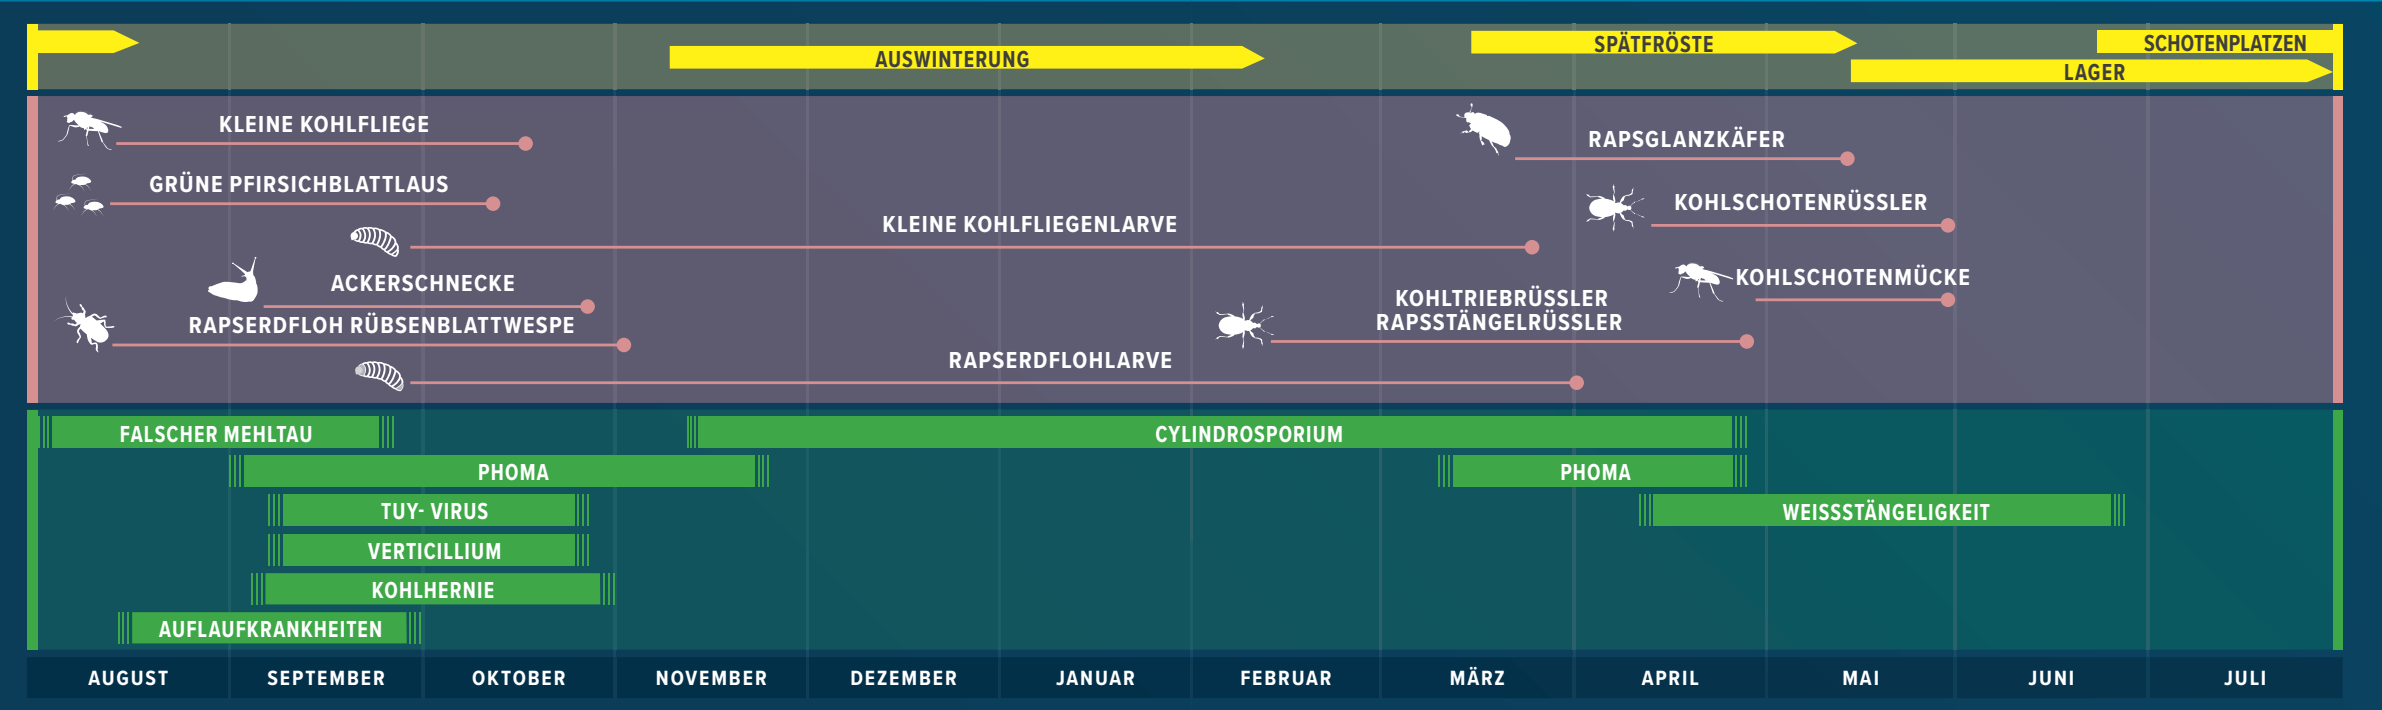 AUSWINTERUNG
SPÄTFRÖSTE
SCHOTENPLATZEN
LAGER
KLEINE KOHLFLIEGE
GRÜNE PFIRSICHBLATTLAUS
KLEINE KOHLFLIEGENLARVE
ACKERSCHNECKE
RAPSERDFLOH RÜBSENBLATTWESPE
RAPSERDFLOHLARVE
RAPSGLANZKÄFER
KOHLSCHOTENRÜSSLER
KOHLSCHOTENMÜCKE
KOHLTRIEBRÜSSLER
RAPSSTÄNGELRÜSSLER
FALSCHER MEHLTAU
CYLINDROSPORIUM
PHOMA
PHOMA
TUY- VIRUS
WEISSSTÄNGELIGKEIT
VERTICILLIUM
KOHLHERNIE
AUFLAUFKRANKHEITEN
AUGUST SEPTEMBER OKTOBER NOVEMBER DEZEMBER JANUAR FEBRUAR MÄRZ APRIL MAI JUNI JULI